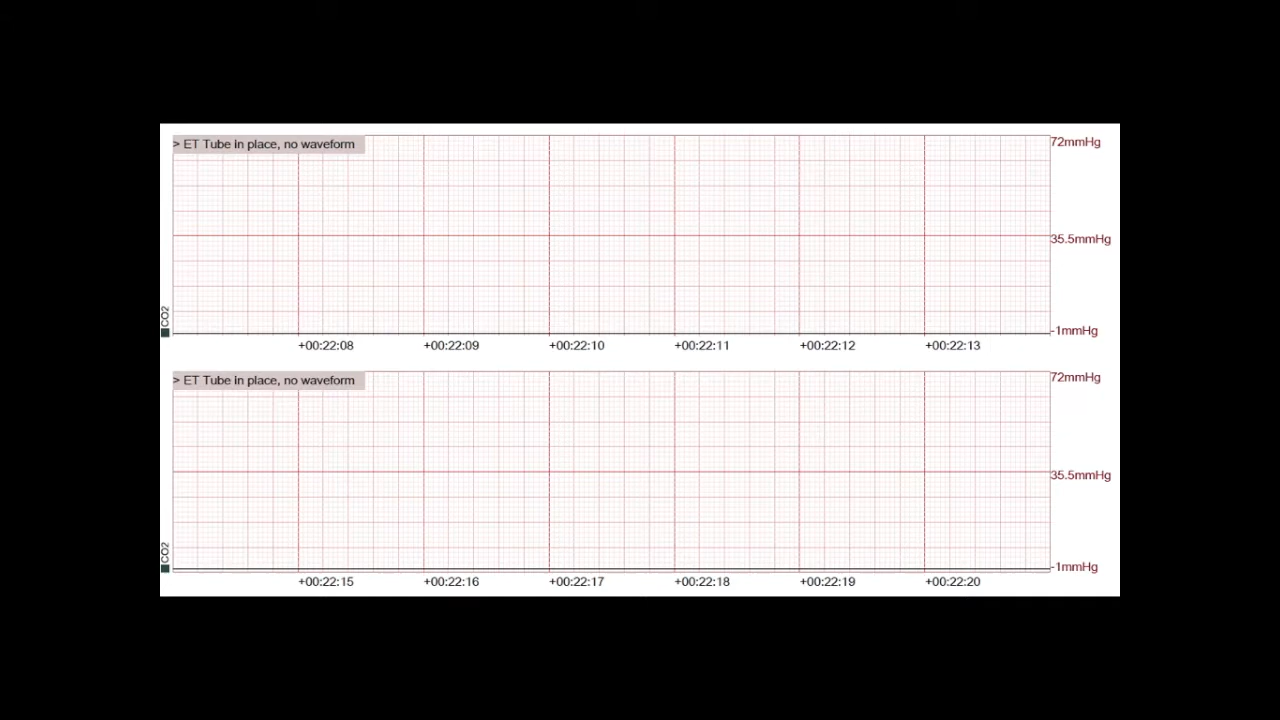 > ET Tube in place, no waveform
72mmHg
35.5mmHg
CO2
-1mmHg
+00:22:08 +00:22:09 +00:22:10 +00:22:11 +00:22:12 +00:22:13
> ET Tube in place, no waveform
72mmHg
35.5mmHg
CO2
-1mmHg
+00:22:15 +00:22:16 +00:22:17 +00:22:18 +00:22:19 +00:22:20